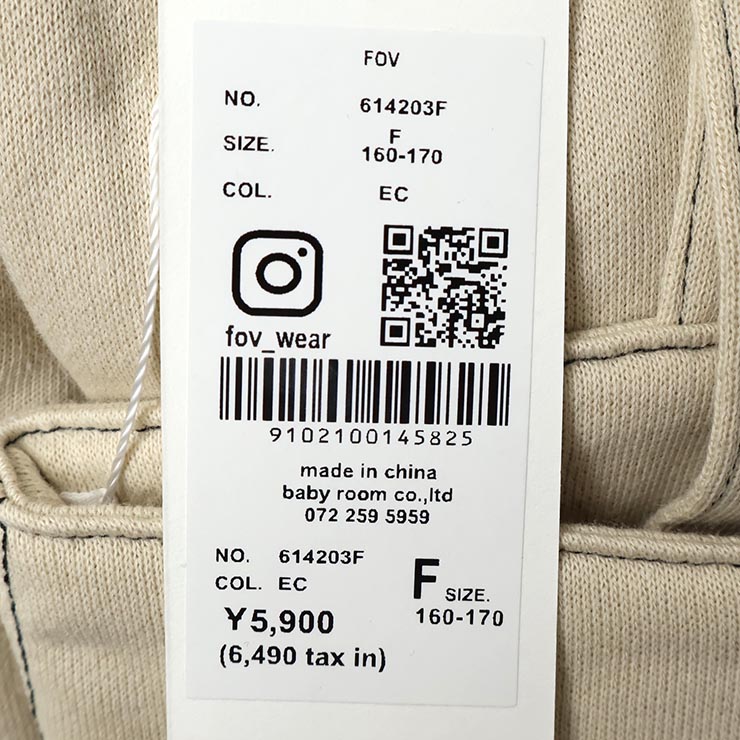 FOV
NO. 614203F
SIZE. F
160-170
COL. EC
fov_wear
9102100145825
made in china
baby room co.,ltd
072 259 5959
NO. 614203F
COL. EC
F SIZE.
160-170
¥5,900
(6,490 tax in)